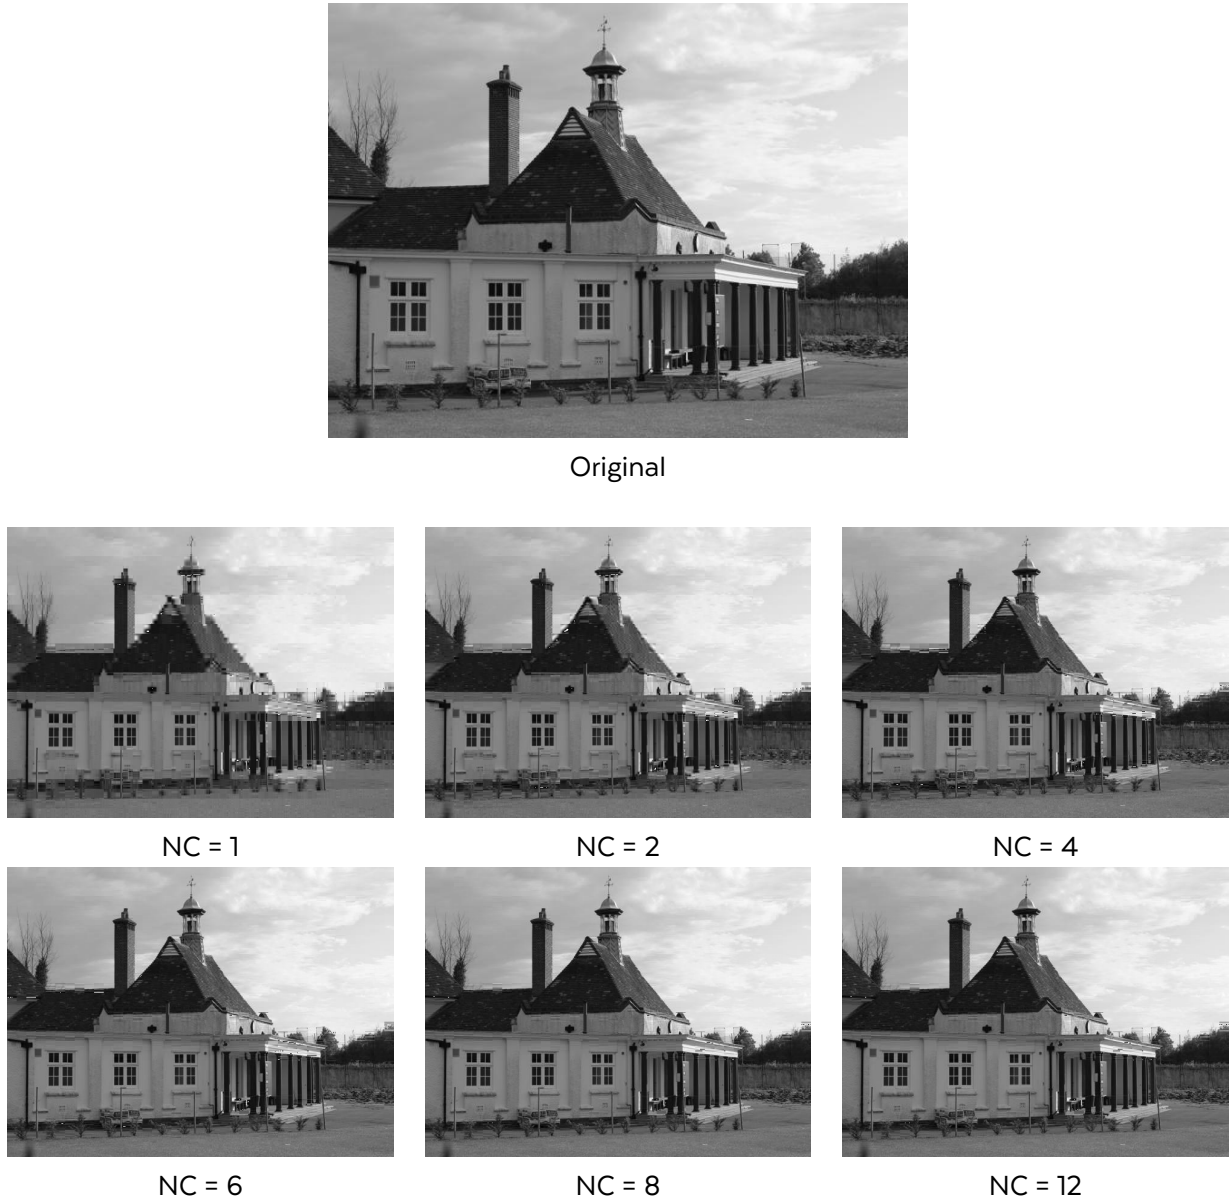 Original
NC = 1
NC = 2
NC = 4
NC = 6
NC = 8
NC = 12